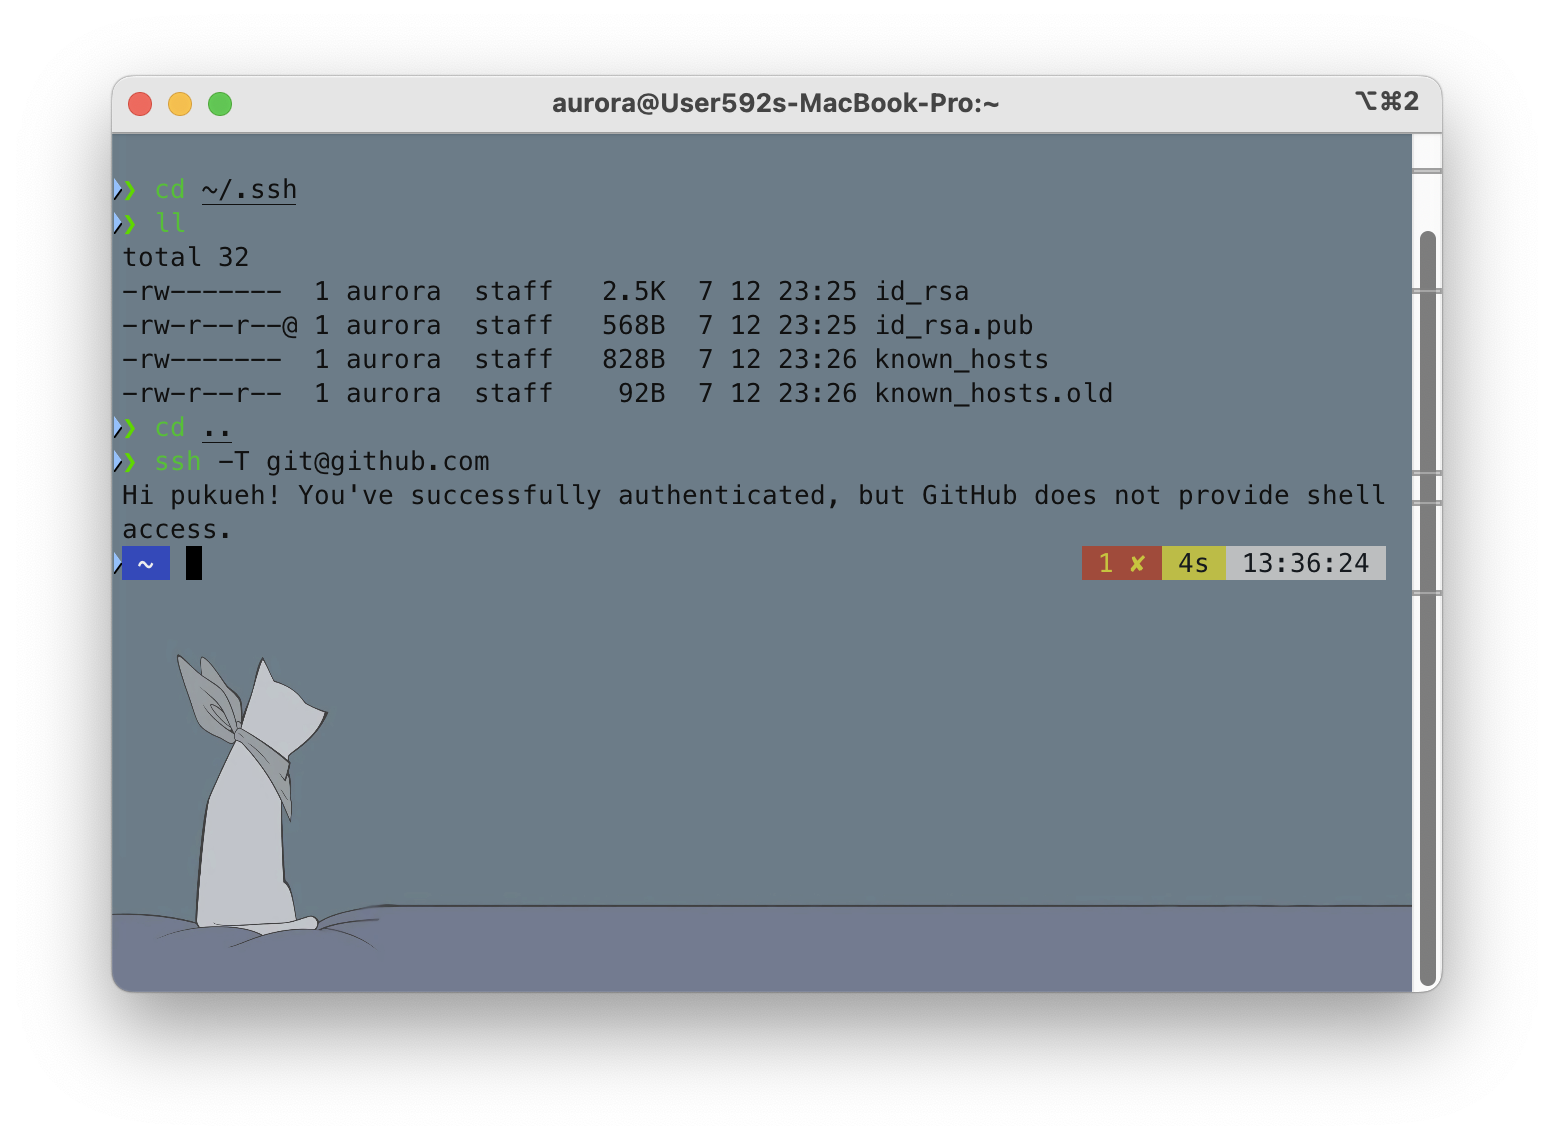 aurora@User592s-MacBook-Pro:~ ⌥⌘2
❯ cd ~/.ssh
❯ ll
total 32
-rw-------  1 aurora  staff   2.5K  7 12 23:25 id_rsa
-rw-r--r--@ 1 aurora  staff   568B  7 12 23:25 id_rsa.pub
-rw-------  1 aurora  staff   828B  7 12 23:26 known_hosts
-rw-r--r--  1 aurora  staff    92B  7 12 23:26 known_hosts.old
❯ cd ..
❯ ssh -T git@github.com
Hi pukueh! You've successfully authenticated, but GitHub does not provide shell
access.
~ 1 ✘ 4s 13:36:24